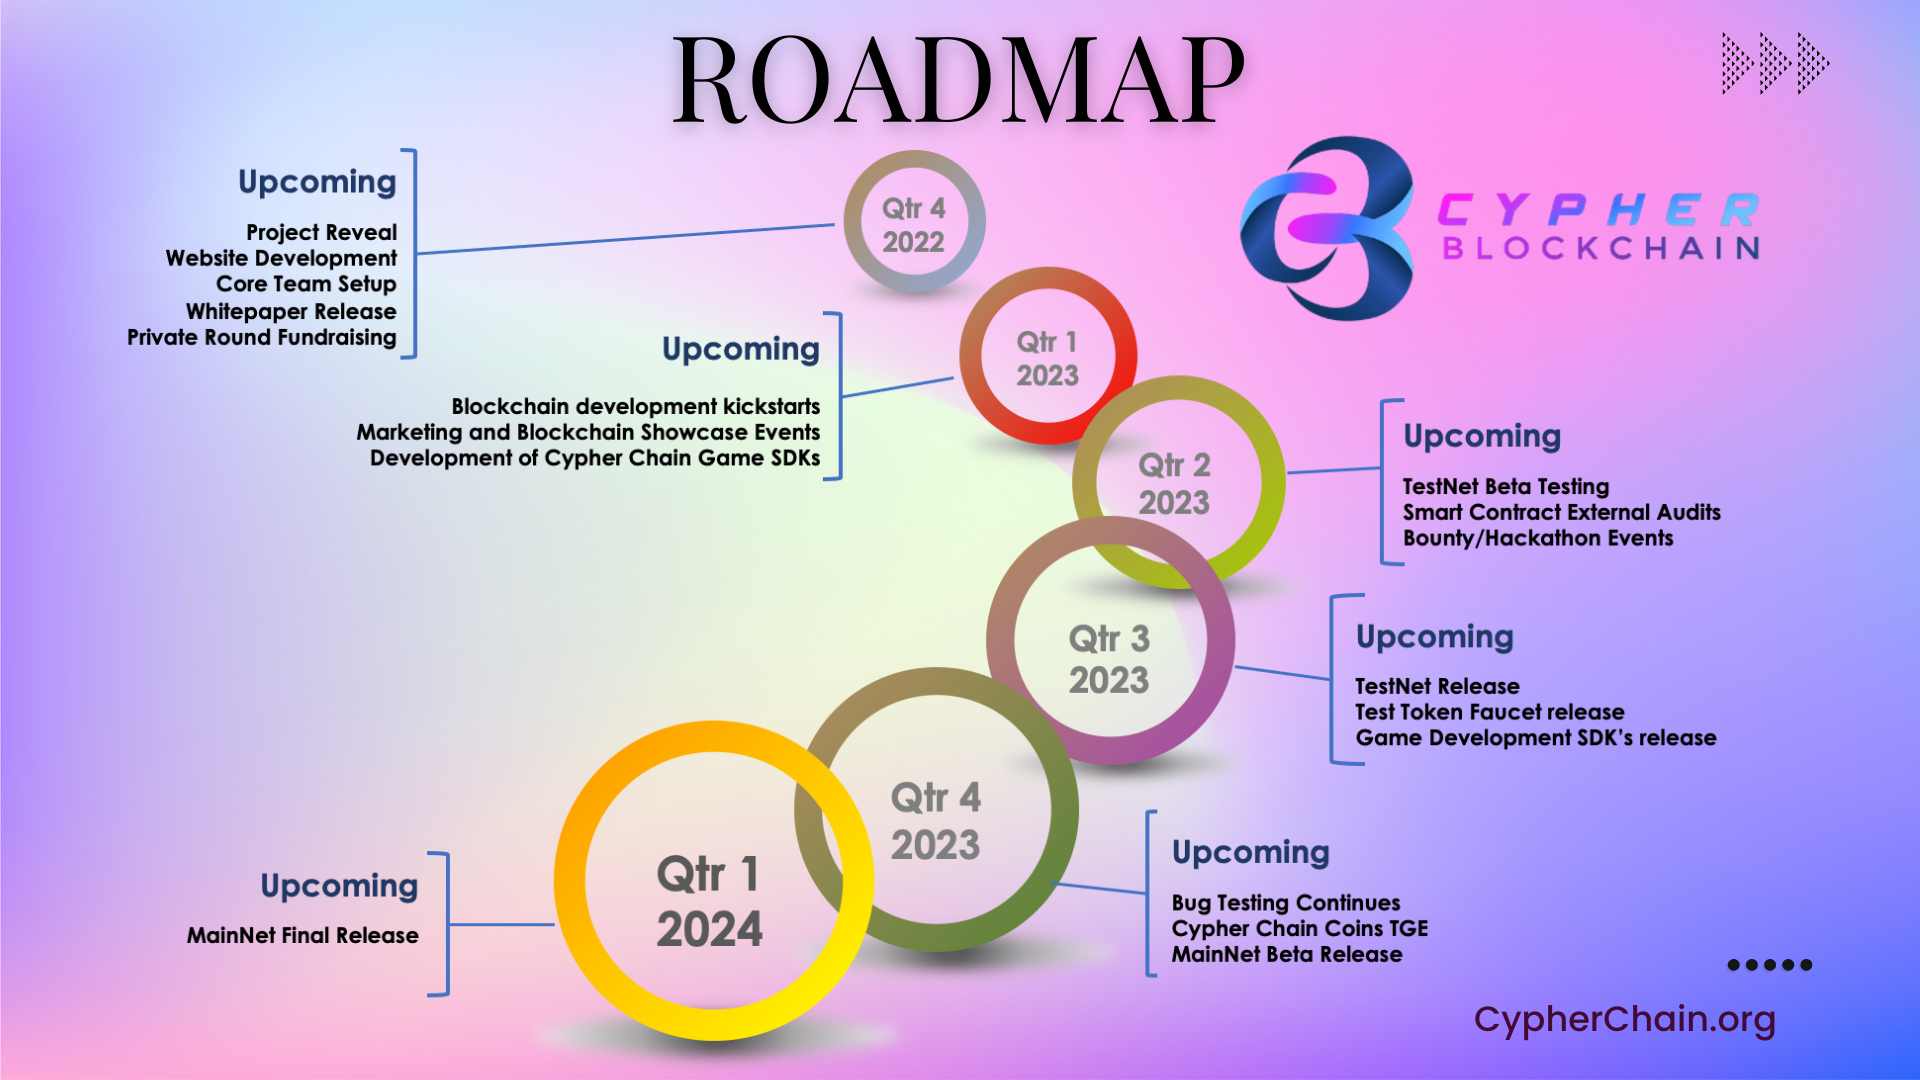 ROADMAP
CYPHER
BLOCKCHAIN
Qtr 4
2022
Upcoming
Project Reveal
Website Development
Core Team Setup
Whitepaper Release
Private Round Fundraising
Qtr 1
2023
Upcoming
Blockchain development kickstarts
Marketing and Blockchain Showcase Events
Development of Cypher Chain Game SDKs
Qtr 2
2023
Upcoming
TestNet Beta Testing
Smart Contract External Audits
Bounty/Hackathon Events
Qtr 3
2023
Upcoming
TestNet Release
Test Token Faucet release
Game Development SDK’s release
Qtr 4
2023
Upcoming
Bug Testing Continues
Cypher Chain Coins TGE
MainNet Beta Release
Qtr 1
2024
Upcoming
MainNet Final Release
CypherChain.org